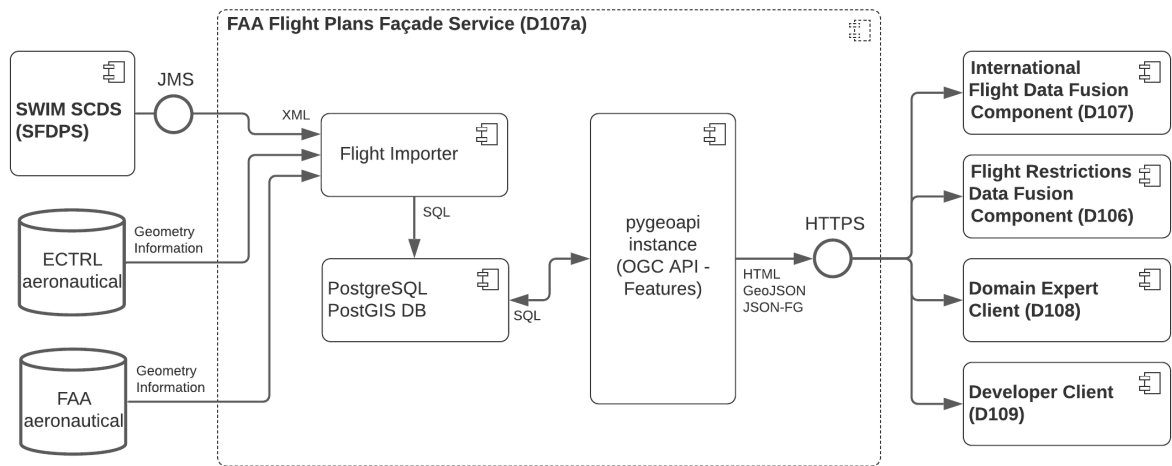 FAA Flight Plans Façade Service (D107a)
SWIM SCDS
(SFDPS)
JMS
XML
Flight Importer
SQL
ECTRL
aeronautical
Geometry
Information
FAA
aeronautical
Geometry
Information
PostgreSQL
PostGIS DB
SQL
pygeoapi
instance
(OGC API -
Features)
HTTPS
HTML
GeoJSON
JSON-FG
International
Flight Data Fusion
Component (D107)
Flight Restrictions
Data Fusion
Component (D106)
Domain Expert
Client (D108)
Developer Client
(D109)